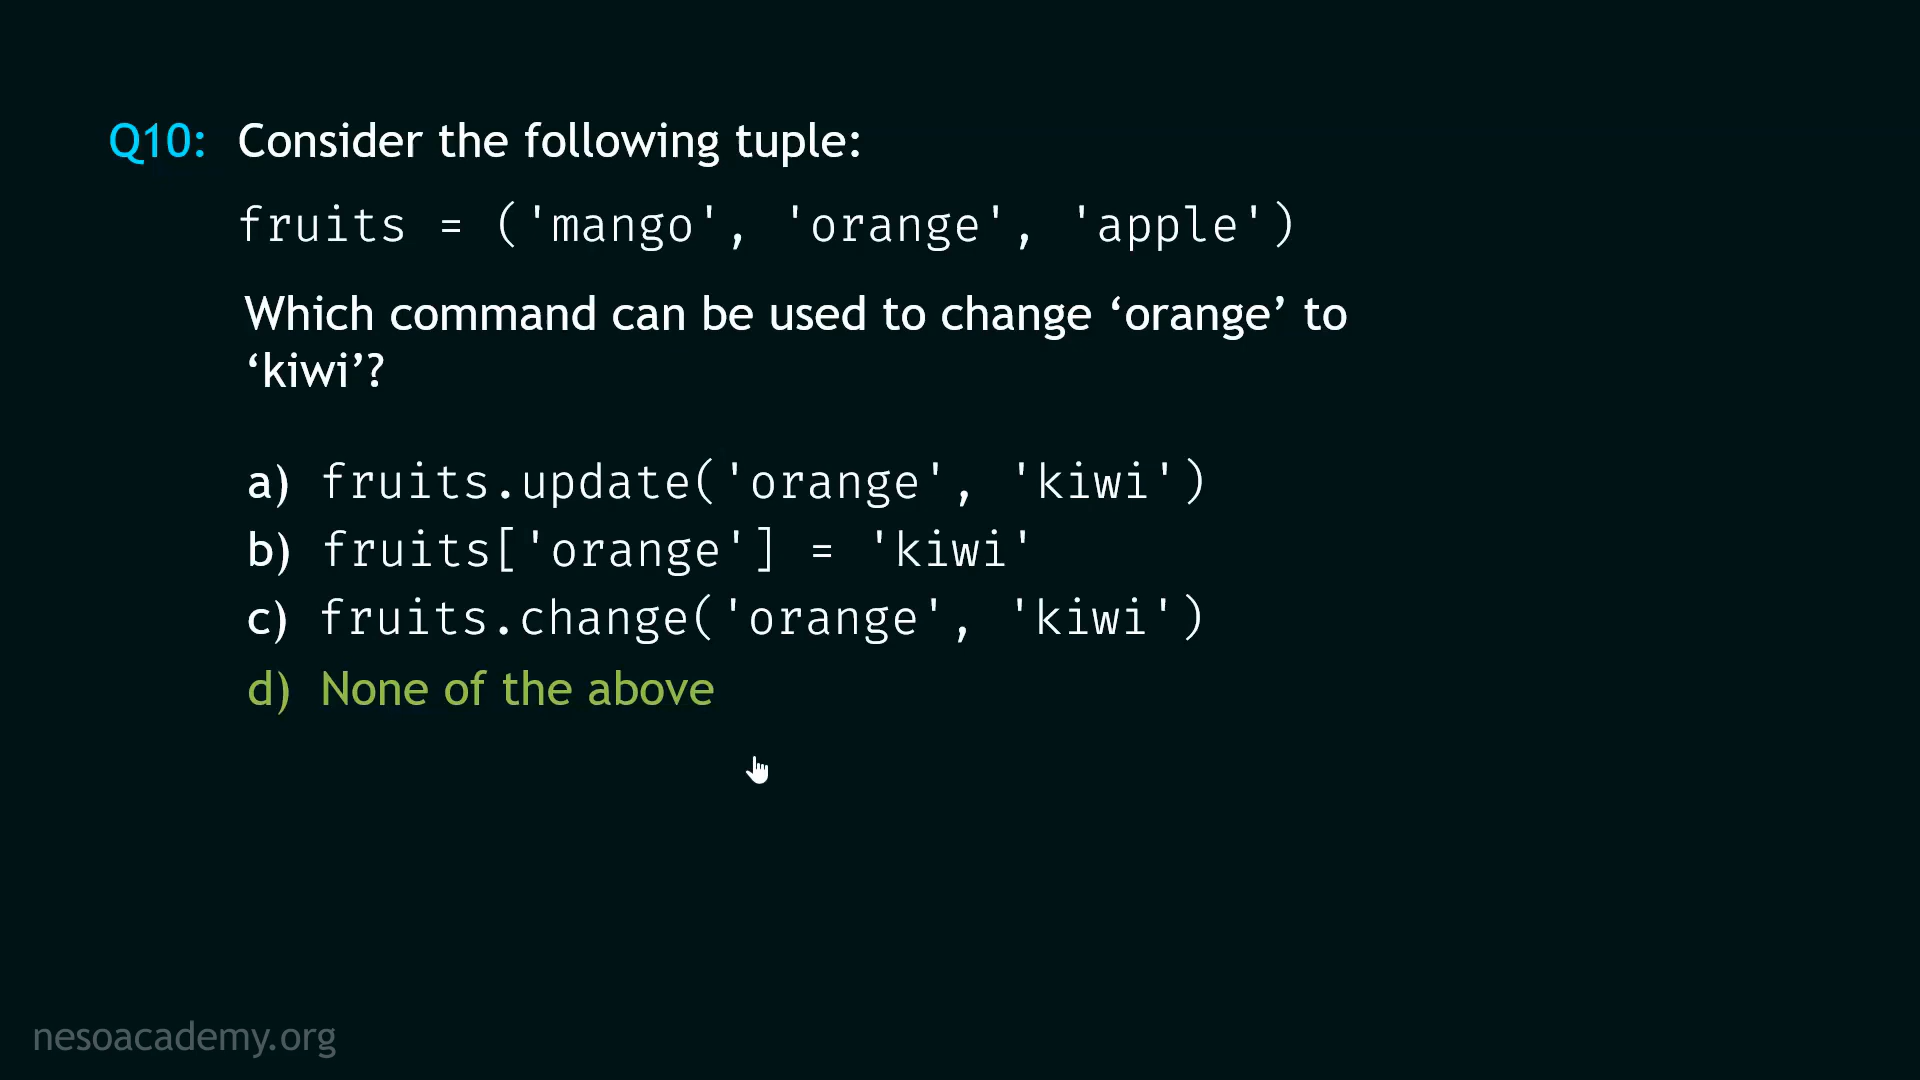 Q10: Consider the following tuple:
fruits = ('mango', 'orange', 'apple')
Which command can be used to change ‘orange’ to
‘kiwi’?
a) fruits.update('orange', 'kiwi')
b) fruits['orange'] = 'kiwi'
c) fruits.change('orange', 'kiwi')
d) None of the above
nesoacademy.org